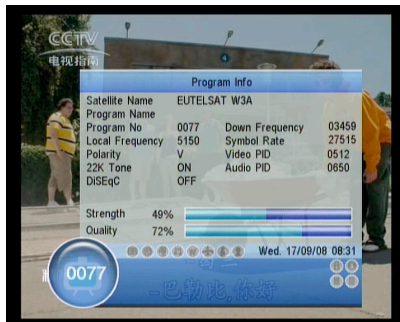 CCTV
电视指南
Program Info
Satellite Name EUTELSAT W3A
Program Name
Program No 0077 Down Frequency 03459
Local Frequency 5150 Symbol Rate 27515
Polarity V Video PID 0512
22K Tone ON Audio PID 0650
DiSEqC OFF
Strength 49%
Quality 72%
Wed. 17/09/08 08:31
0077
-巴勒比,你好